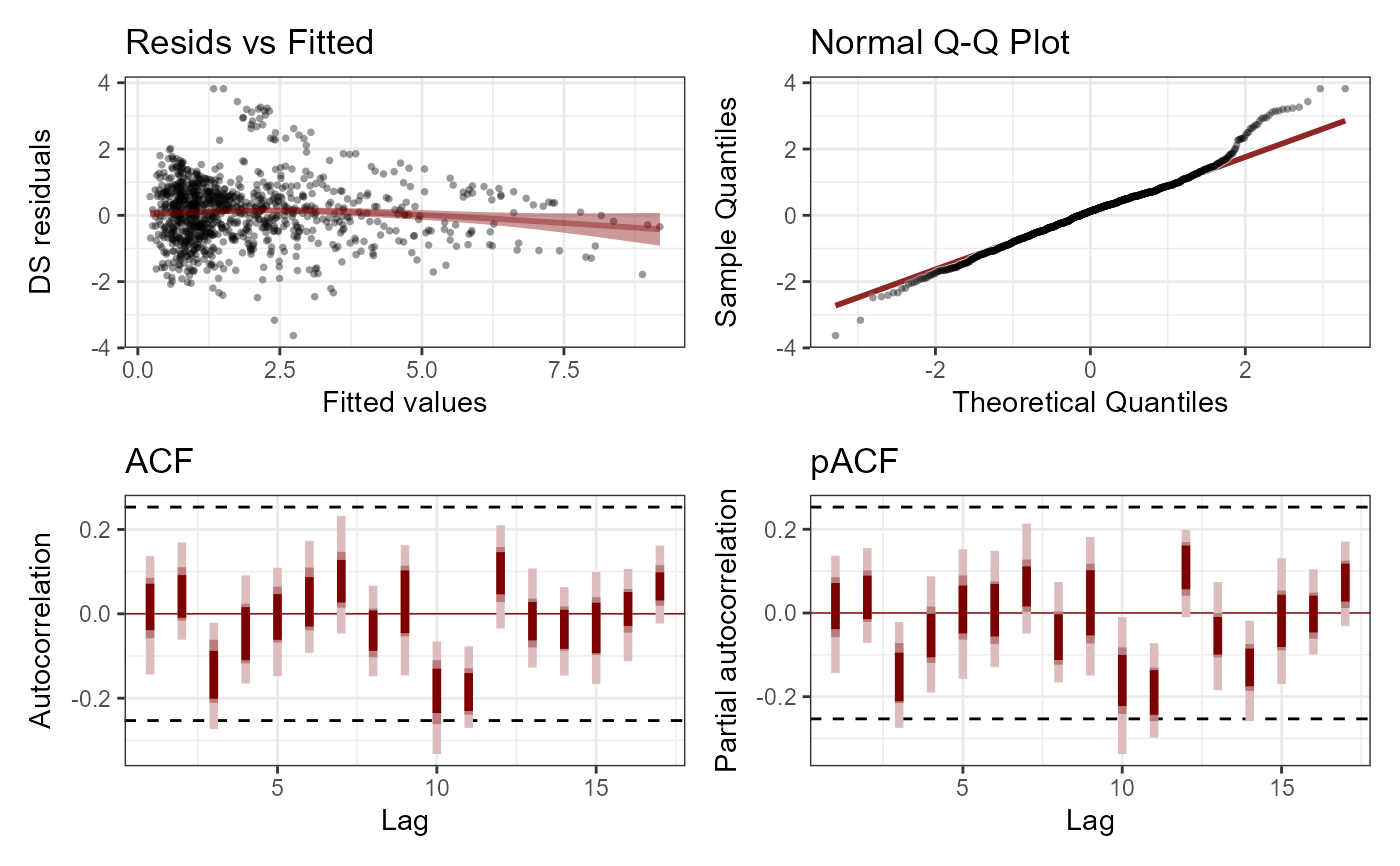 Resids vs Fitted
DS residuals
4
2
0
-2
-4
0.0 2.5 5.0 7.5
Fitted values
Normal Q-Q Plot
Sample Quantiles
4
2
0
-2
-4
-2 0 2
Theoretical Quantiles
ACF
Autocorrelation
0.2
0.0
-0.2
5 10 15
Lag
pACF
Partial autocorrelation
0.2
0.0
-0.2
5 10 15
Lag